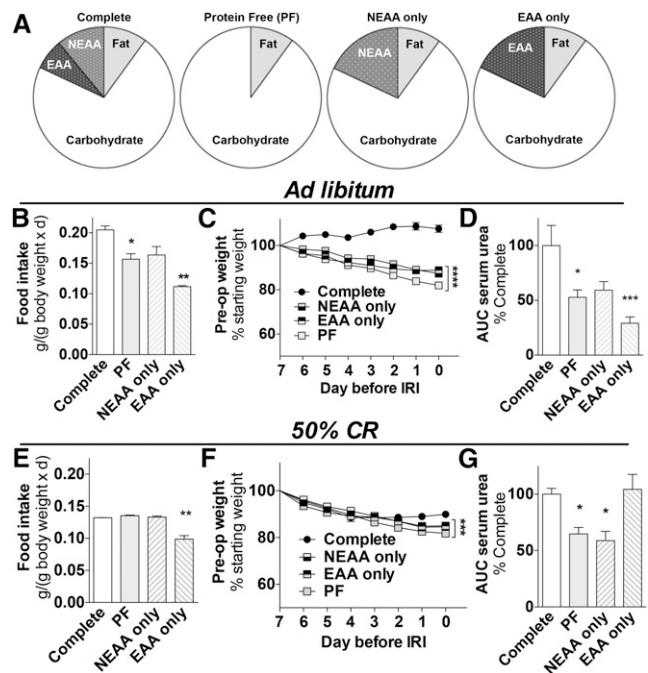 A
Complete
Protein Free (PF)
NEAA only
EAA only
NEAA
Fat
EAA
Carbohydrate
Fat
Carbohydrate
NEAA
Fat
Carbohydrate
EAA
Fat
Carbohydrate
Ad libitum
B
Food intake
g/(g body weight x d)
0.20
0.15
0.10
0.05
0.00
*
**
Complete
PF
NEAA only
EAA only
C
Pre-op weight
% starting weight
100
80
60
Complete
NEAA only
EAA only
PF
****
7 6 5 4 3 2 1 0
Day before IRI
D
AUC serum urea
% Complete
100
50
0
*
***
Complete
PF
NEAA only
EAA only
50% CR
E
Food intake
g/(g body weight x d)
0.20
0.15
0.10
0.05
0.00
**
Complete
PF
NEAA only
EAA only
F
Pre-op weight
% starting weight
100
80
60
Complete
NEAA only
EAA only
PF
***
7 6 5 4 3 2 1 0
Day before IRI
G
AUC serum urea
% Complete
100
50
0
*
*
Complete
PF
NEAA only
EAA only